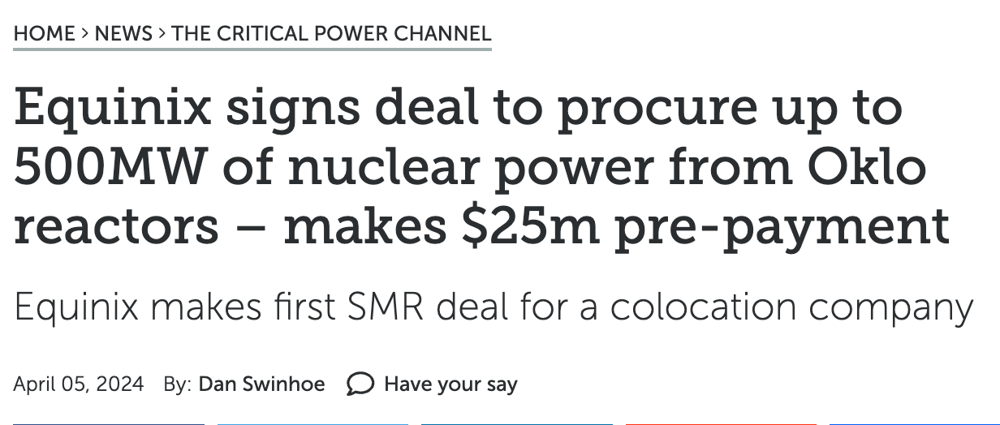 HOME > NEWS > THE CRITICAL POWER CHANNEL
Equinix signs deal to procure up to
500MW of nuclear power from Oklo
reactors – makes $25m pre-payment
Equinix makes first SMR deal for a colocation company
April 05, 2024 By: Dan Swinhoe Have your say